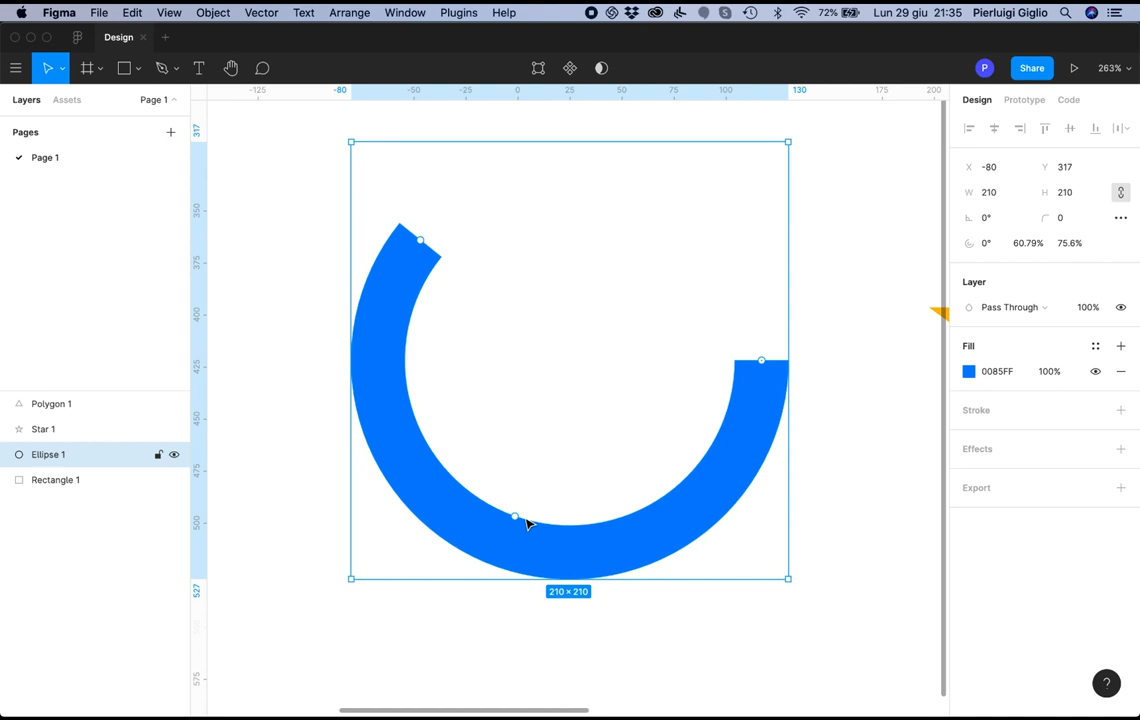 Figma File Edit View Object Vector Text Arrange Window Plugins Help 72% Lun 29 giu 21:35 Pierluigi Giglio
Design
P Share 263%
Layers Assets Page 1
Pages
Page 1
Polygon 1
Star 1
Ellipse 1
Rectangle 1
-125 -80 -50 -25 0 25 50 75 100 130 175 200
317
350
375
400
425
450
475
500
527
575
210 × 210
Design Prototype Code
X -80 Y 317
W 210 H 210
0° 0
0° 60.79% 75.6%
Layer
Pass Through 100%
Fill
0085FF 100%
Stroke
Effects
Export
?